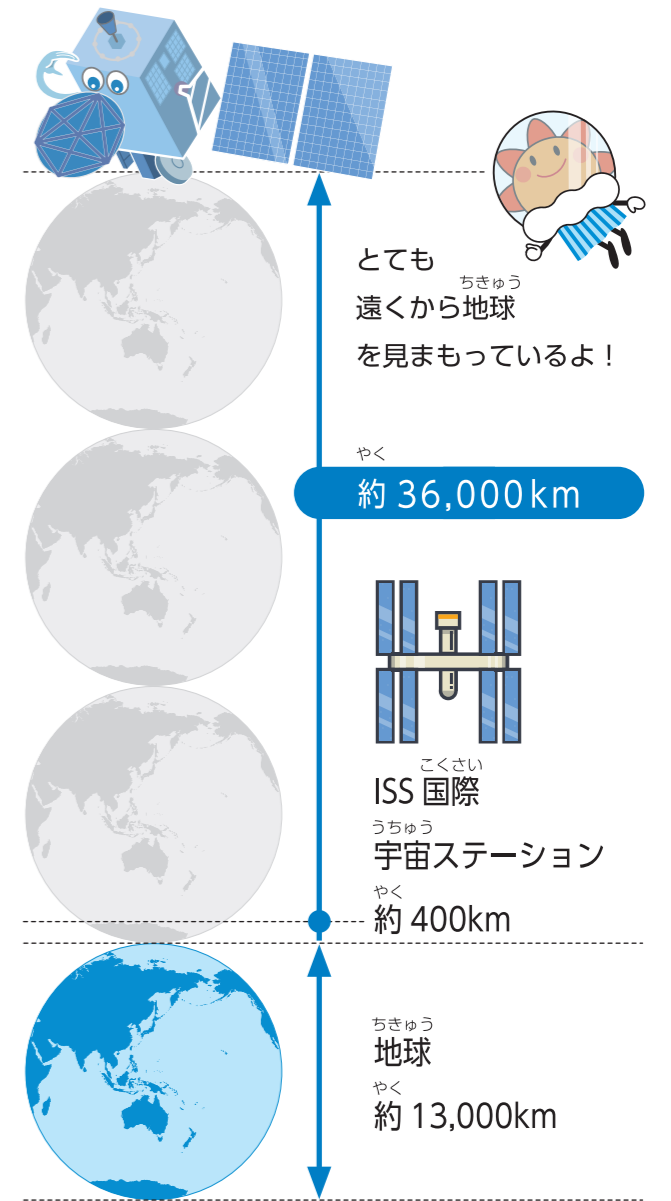 とても
ちきゅう
遠くから地球
を見まもっているよ！
やく
約 36,000km
こくさい
ISS 国際
うちゅう
宇宙ステーション
やく
約 400km
ちきゅう
地球
やく
約 13,000km